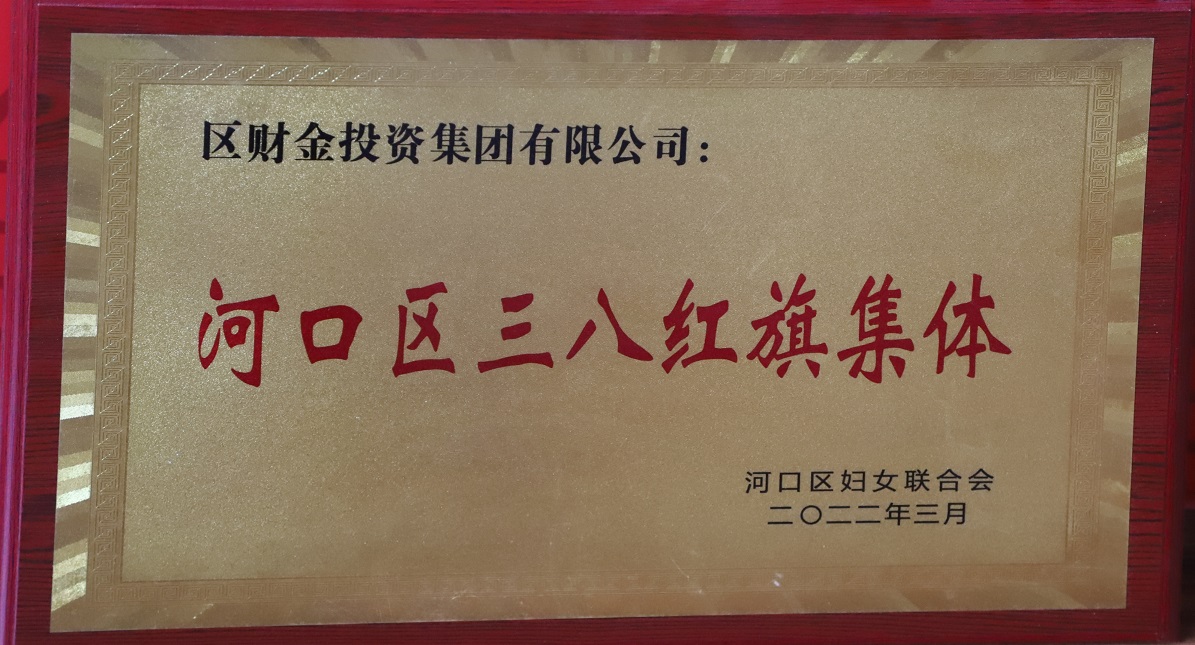 区财金投资集团有限公司：
河口区三八红旗集体
河口区妇女联合会
二〇二二年三月